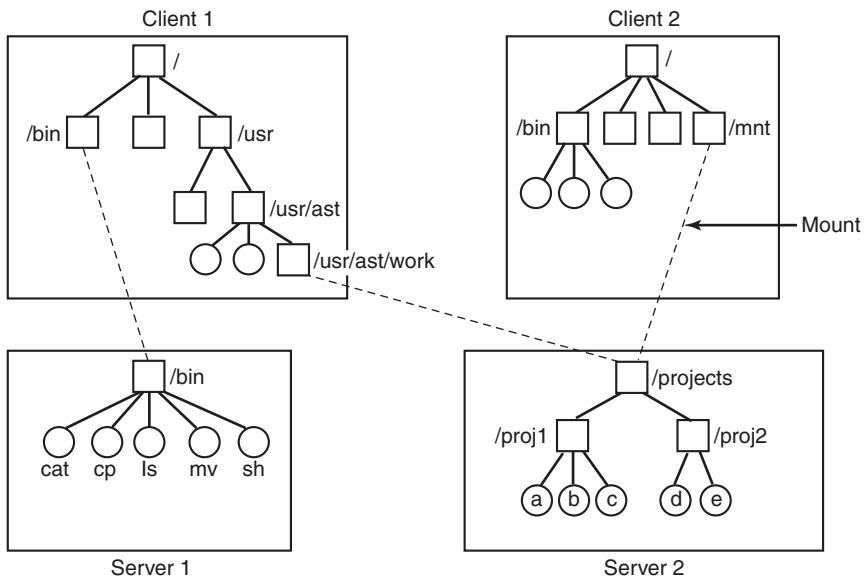 Client 1
Client 2
/
/
/bin
/usr
/bin
/mnt
/usr/ast
Mount
/usr/ast/work
/bin
/projects
/proj1
/proj2
cat
cp
ls
mv
sh
a
b
c
d
e
Server 1
Server 2